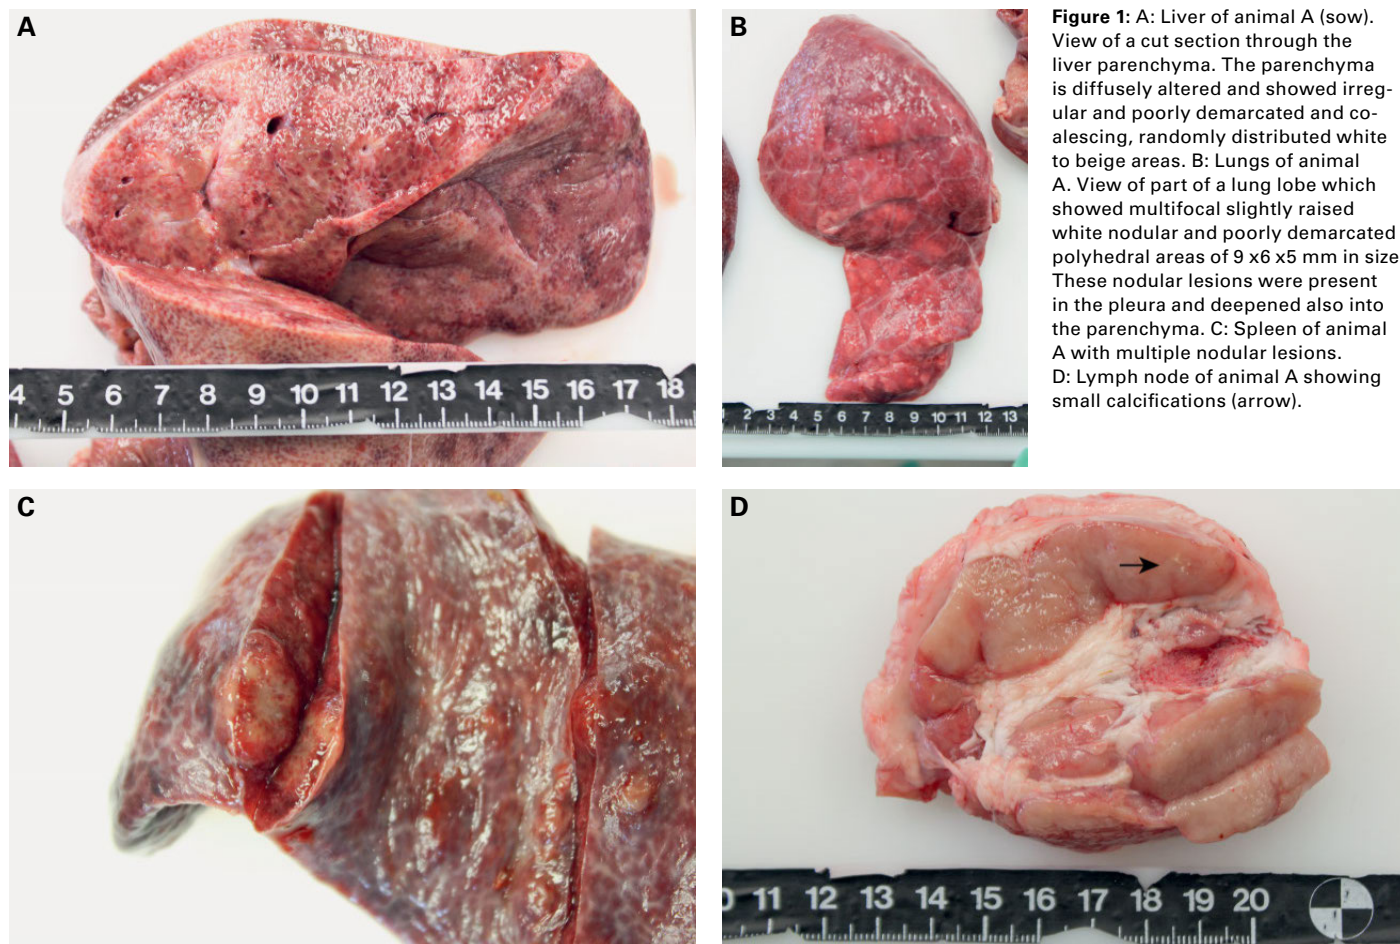 A
B
Figure 1: A: Liver of animal A (sow).
View of a cut section through the
liver parenchyma. The parenchyma
is diffusely altered and showed irreg-
ular and poorly demarcated and co-
alescing, randomly distributed white
to beige areas. B: Lungs of animal
A. View of part of a lung lobe which
showed multifocal slightly raised
white nodular and poorly demarcated
polyhedral areas of 9 x6 x5 mm in size
These nodular lesions were present
in the pleura and deepened also into
the parenchyma. C: Spleen of animal
A with multiple nodular lesions.
D: Lymph node of animal A showing
small calcifications (arrow).
4 5 6 7 8 9 10 11 12 13 14 15 16 17 18
1 2 3 4 5 6 7 8 9 10 11 12 13
C
D
0 11 12 13 14 15 16 17 18 19 20